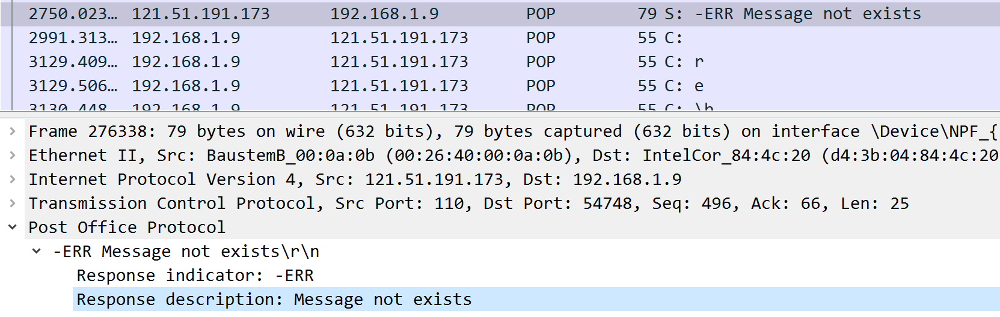 2750.023… 121.51.191.173 192.168.1.9 POP 79 S: -ERR Message not exists
2991.313… 192.168.1.9 121.51.191.173 POP 55 C:
3129.409… 192.168.1.9 121.51.191.173 POP 55 C: r
3129.506… 192.168.1.9 121.51.191.173 POP 55 C: e
3130.448 192.168.1.9 121.51.191.173 POP 55 C: \b
Frame 276338: 79 bytes on wire (632 bits), 79 bytes captured (632 bits) on interface \Device\NPF_{
Ethernet II, Src: BaustemB_00:0a:0b (00:26:40:00:0a:0b), Dst: IntelCor_84:4c:20 (d4:3b:04:84:4c:20
Internet Protocol Version 4, Src: 121.51.191.173, Dst: 192.168.1.9
Transmission Control Protocol, Src Port: 110, Dst Port: 54748, Seq: 496, Ack: 66, Len: 25
Post Office Protocol
-ERR Message not exists\r\n
Response indicator: -ERR
Response description: Message not exists